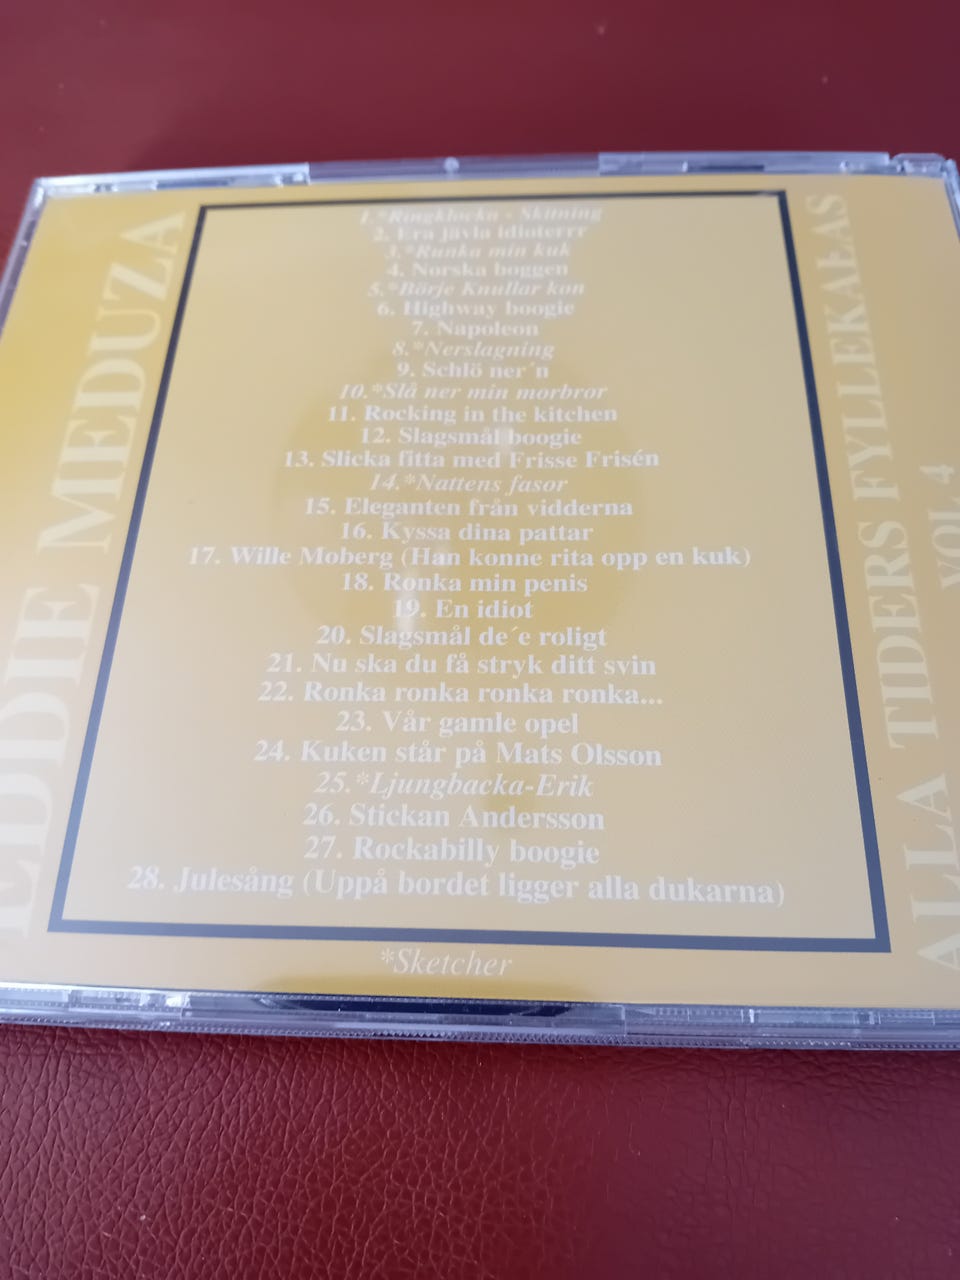 EDDIE MEDUZA
1.*Ringklocka - Skitning
2. Era jävla idioterrr
3.*Runka min kuk
4. Norska boggen
5.*Börje Knullar kon
6. Highway boogie
7. Napoleon
8.*Nerslagning
9. Schlö ner´n
10.*Slå ner min morbror
11. Rocking in the kitchen
12. Slagsmål boogie
13. Slicka fitta med Frisse Frisén
14.*Nattens fasor
15. Eleganten från vidderna
16. Kyssa dina pattar
17. Wille Moberg (Han konne rita opp en kuk)
18. Ronka min penis
19. En idiot
20. Slagsmål de´e roligt
21. Nu ska du få stryk ditt svin
22. Ronka ronka ronka ronka...
23. Vår gamle opel
24. Kuken står på Mats Olsson
25.*Ljungbacka-Erik
26. Stickan Andersson
27. Rockabilly boogie
28. Julesång (Uppå bordet ligger alla dukarna)
*Sketcher
ALLA TIDERS FYLLEKALAS
VOL 4